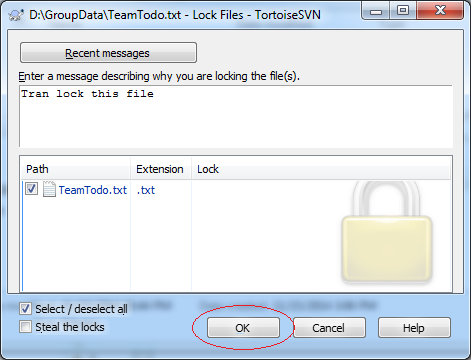 D:\GroupData\TeamTodo.txt - Lock Files - TortoiseSVN
Recent messages
Enter a message describing why you are locking the file(s).
Tran lock this file
Path Extension Lock
TeamTodo.txt .txt
Select / deselect all
Steal the locks
OK Cancel Help